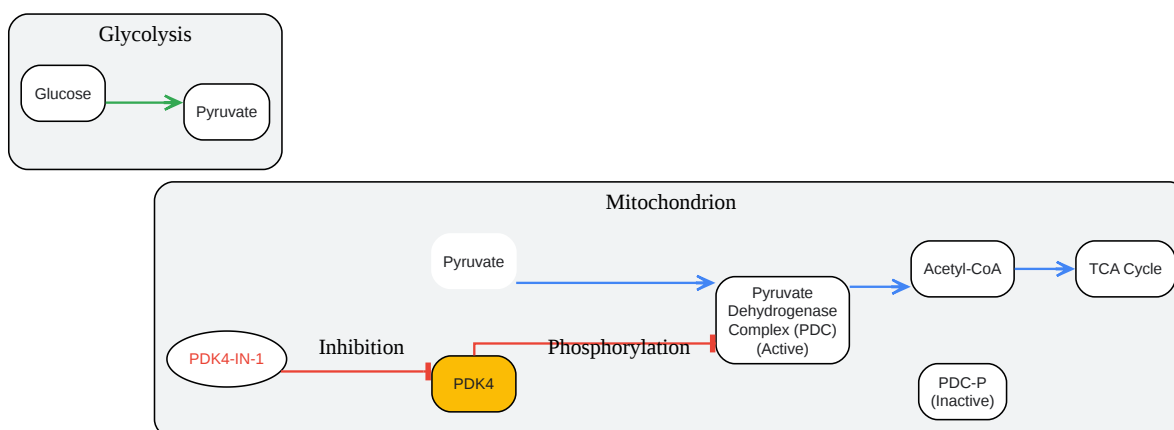 Glycolysis
Glucose
Pyruvate
Mitochondrion
Pyruvate
Acetyl-CoA
TCA Cycle
Pyruvate
Dehydrogenase
Complex (PDC)
(Active)
PDK4-IN-1
Inhibition
Phosphorylation
PDK4
PDC-P
(Inactive)